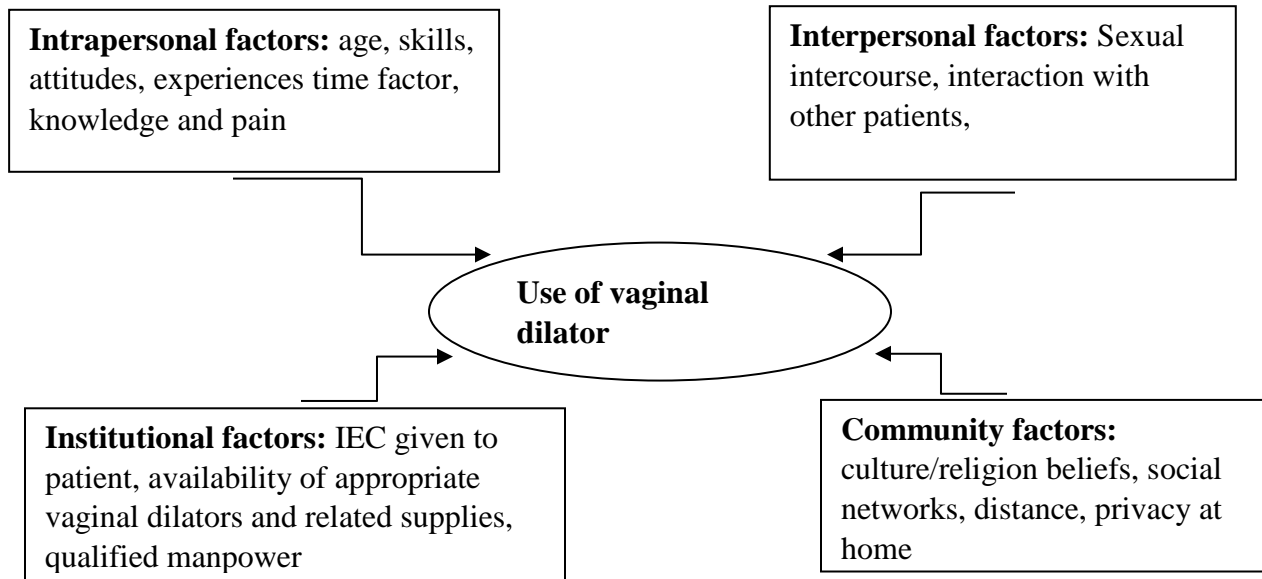 Intrapersonal factors: age, skills,
attitudes, experiences time factor,
knowledge and pain
Interpersonal factors: Sexual
intercourse, interaction with
other patients,
Use of vaginal
dilator
Institutional factors: IEC given to
patient, availability of appropriate
vaginal dilators and related supplies,
qualified manpower
Community factors:
culture/religion beliefs, social
networks, distance, privacy at
home